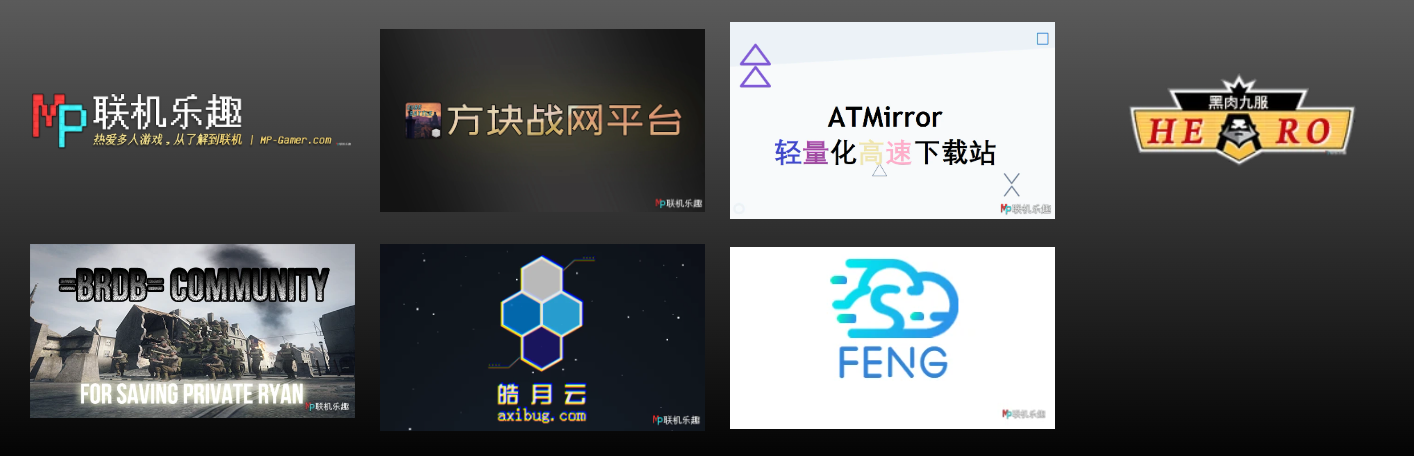 MP 联机乐趣
热爱多人游戏，从了解到联机 | MP-Gamer.com
方块战网平台
MP联机乐趣
ATMirror
轻量化高速下载站
MP联机乐趣
黑肉九服
HE RO
=BRDB= COMMUNITY
FOR SAVING PRIVATE RYAN
MP联机乐趣
皓月云
axibug.com
MP联机乐趣
S
FENG
MP联机乐趣